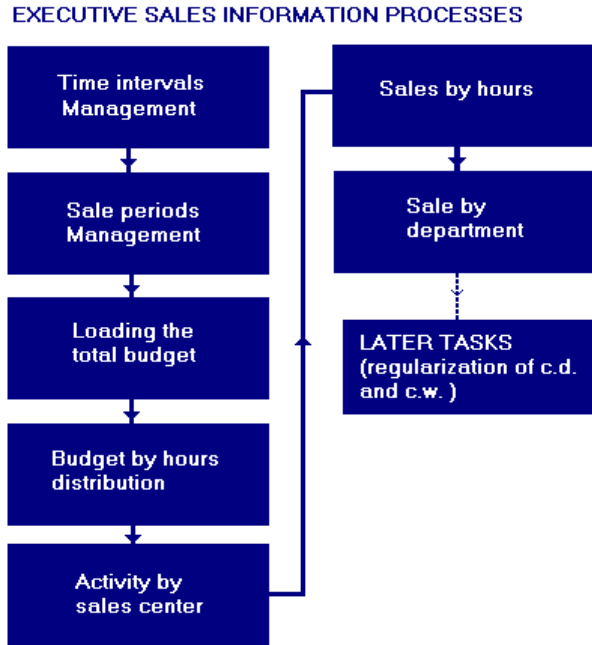 EXECUTIVE SALES INFORMATION PROCESSES
Time intervals
Management
Sale periods
Management
Loading the
total budget
Budget by hours
distribution
Activity by
sales center
Sales by hours
Sale by
department
LATER TASKS
(regularization of c.d.
and c.w. )